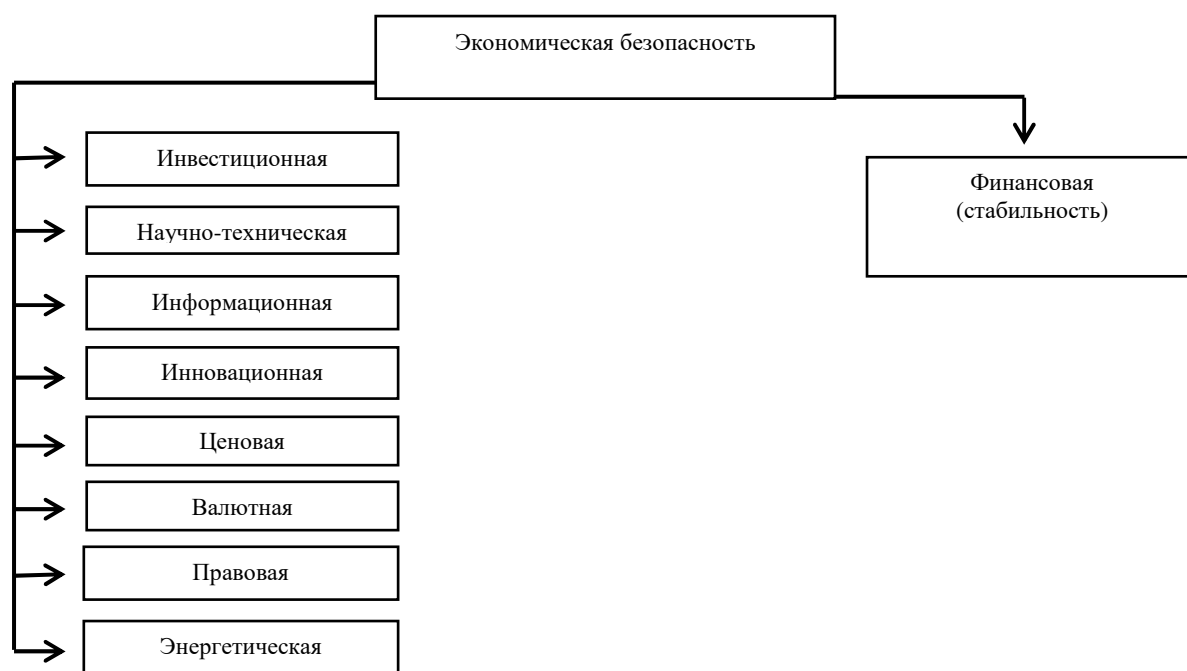 Экономическая безопасность
Инвестиционная
Финансовая
(стабильность)
Научно-техническая
Информационная
Инновационная
Ценовая
Валютная
Правовая
Энергетическая